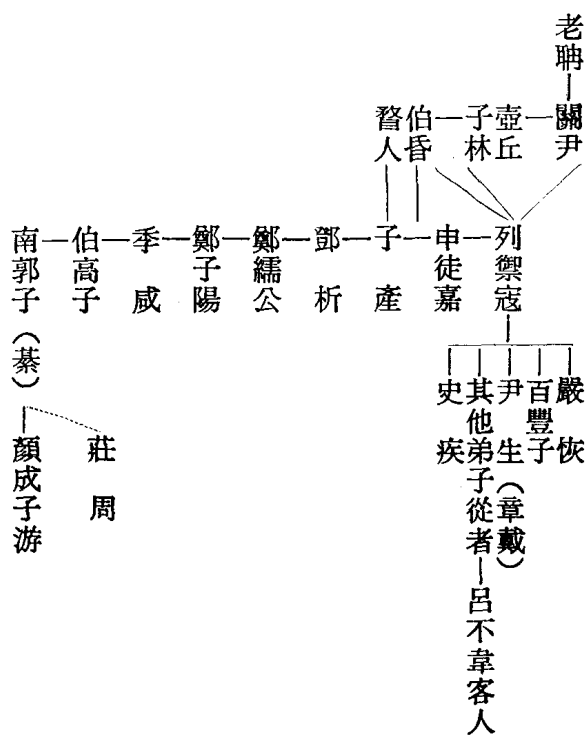 老聃
關尹
壺丘
子林
伯昏
瞀人
列禦寇
申徒嘉
子產
鄧析
鄭繻公
鄭子陽
季咸
伯高子
南郭子（綦）
嚴恢
百豐子
尹生（章戴）
其他弟子從者
呂不韋客人
史疾
莊周
顏成子游